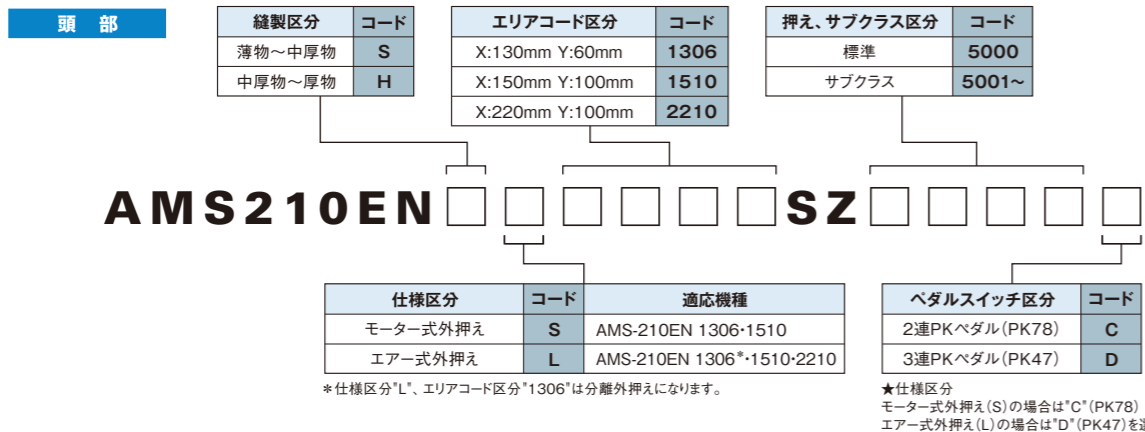 頭 部
縫製区分 コード
薄物～中厚物 S
中厚物～厚物 H
エリアコード区分 コード
X:130mm Y:60mm 1306
X:150mm Y:100mm 1510
X:220mm Y:100mm 2210
押え、サブクラス区分 コード
標準 5000
サブクラス 5001~
AMS210EN□□□□□□SZ□□□□□
仕様区分 コード 適応機種
モーター式外押え S AMS-210EN 1306・1510
エアー式外押え L AMS-210EN 1306*・1510・2210
*仕様区分"L"、エリアコード区分"1306"は分離外押えになります。
ペダルスイッチ区分 コード
2連PKペダル(PK78) C
3連PKペダル(PK47) D
★仕様区分
モーター式外押え(S)の場合は"C"(PK78)
エアー式外押え(L)の場合は"D"(PK47)を